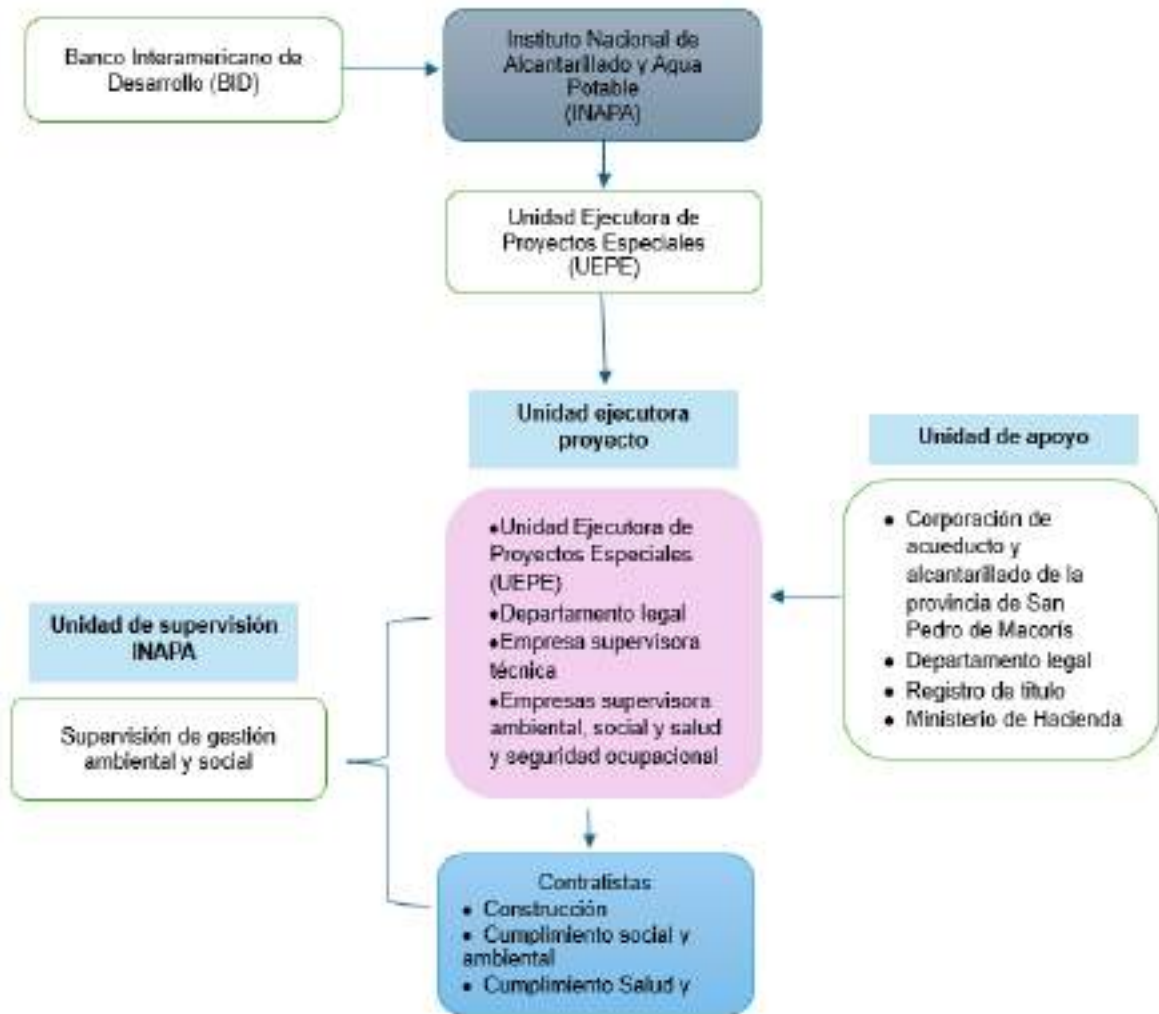 Banco Interamericano de
Desarrollo (BID)
Instituto Nacional de
Alcantarillado y Agua
Potable
(INAPA)
Unidad Ejecutora de
Proyectos Especiales
(UEPE)
Unidad ejecutora
proyecto
Unidad de apoyo
•Unidad Ejecutora de
Proyectos Especiales
(UEPE)
•Departamento legal
•Empresa supervisora
técnica
•Empresas supervisora
ambiental, social y salud
y seguridad ocupacional
• Corporación de
acueducto y
alcantarillado de la
provincia de San
Pedro de Macorís
• Departamento legal
• Registro de título
• Ministerio de Hacienda
Unidad de supervisión
INAPA
Supervisión de gestión
ambiental y social
Contratistas
• Construcción
• Cumplimiento social y
ambiental
• Cumplimiento Salud y